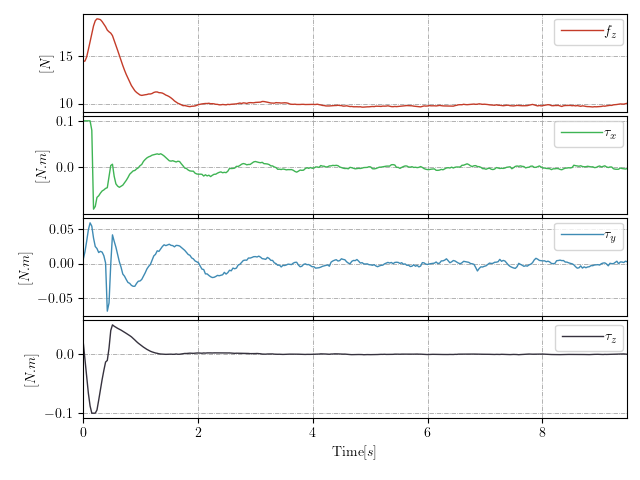 15
10
[N]
f_z
0.1
0.0
[N.m]
τ_x
0.05
0.00
−0.05
[N.m]
τ_y
0.0
−0.1
[N.m]
τ_z
0 2 4 6 8
Time[s]